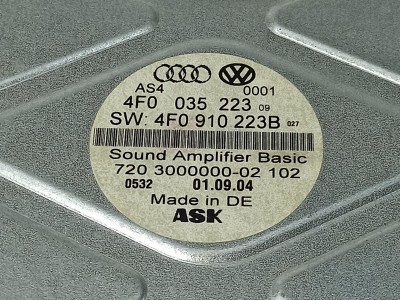 AS4 0001
4F0 035 223 09
SW: 4F0 910 223B 027
Sound Amplifier Basic
720 3000000-02 102
0532 01.09.04
Made in DE
ASK